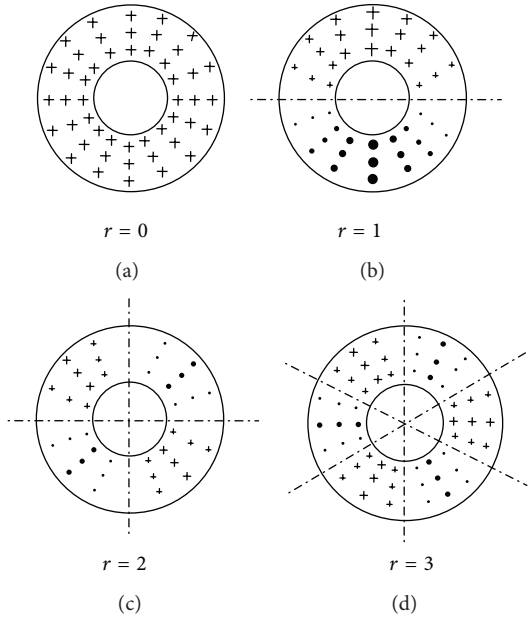 r = 0
r = 1
(a)
(b)
r = 2
r = 3
(c)
(d)